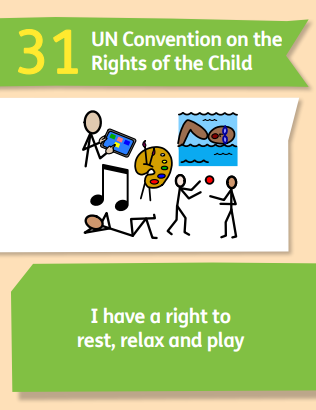 31
UN Convention on the
Rights of the Child
I have a right to
rest, relax and play